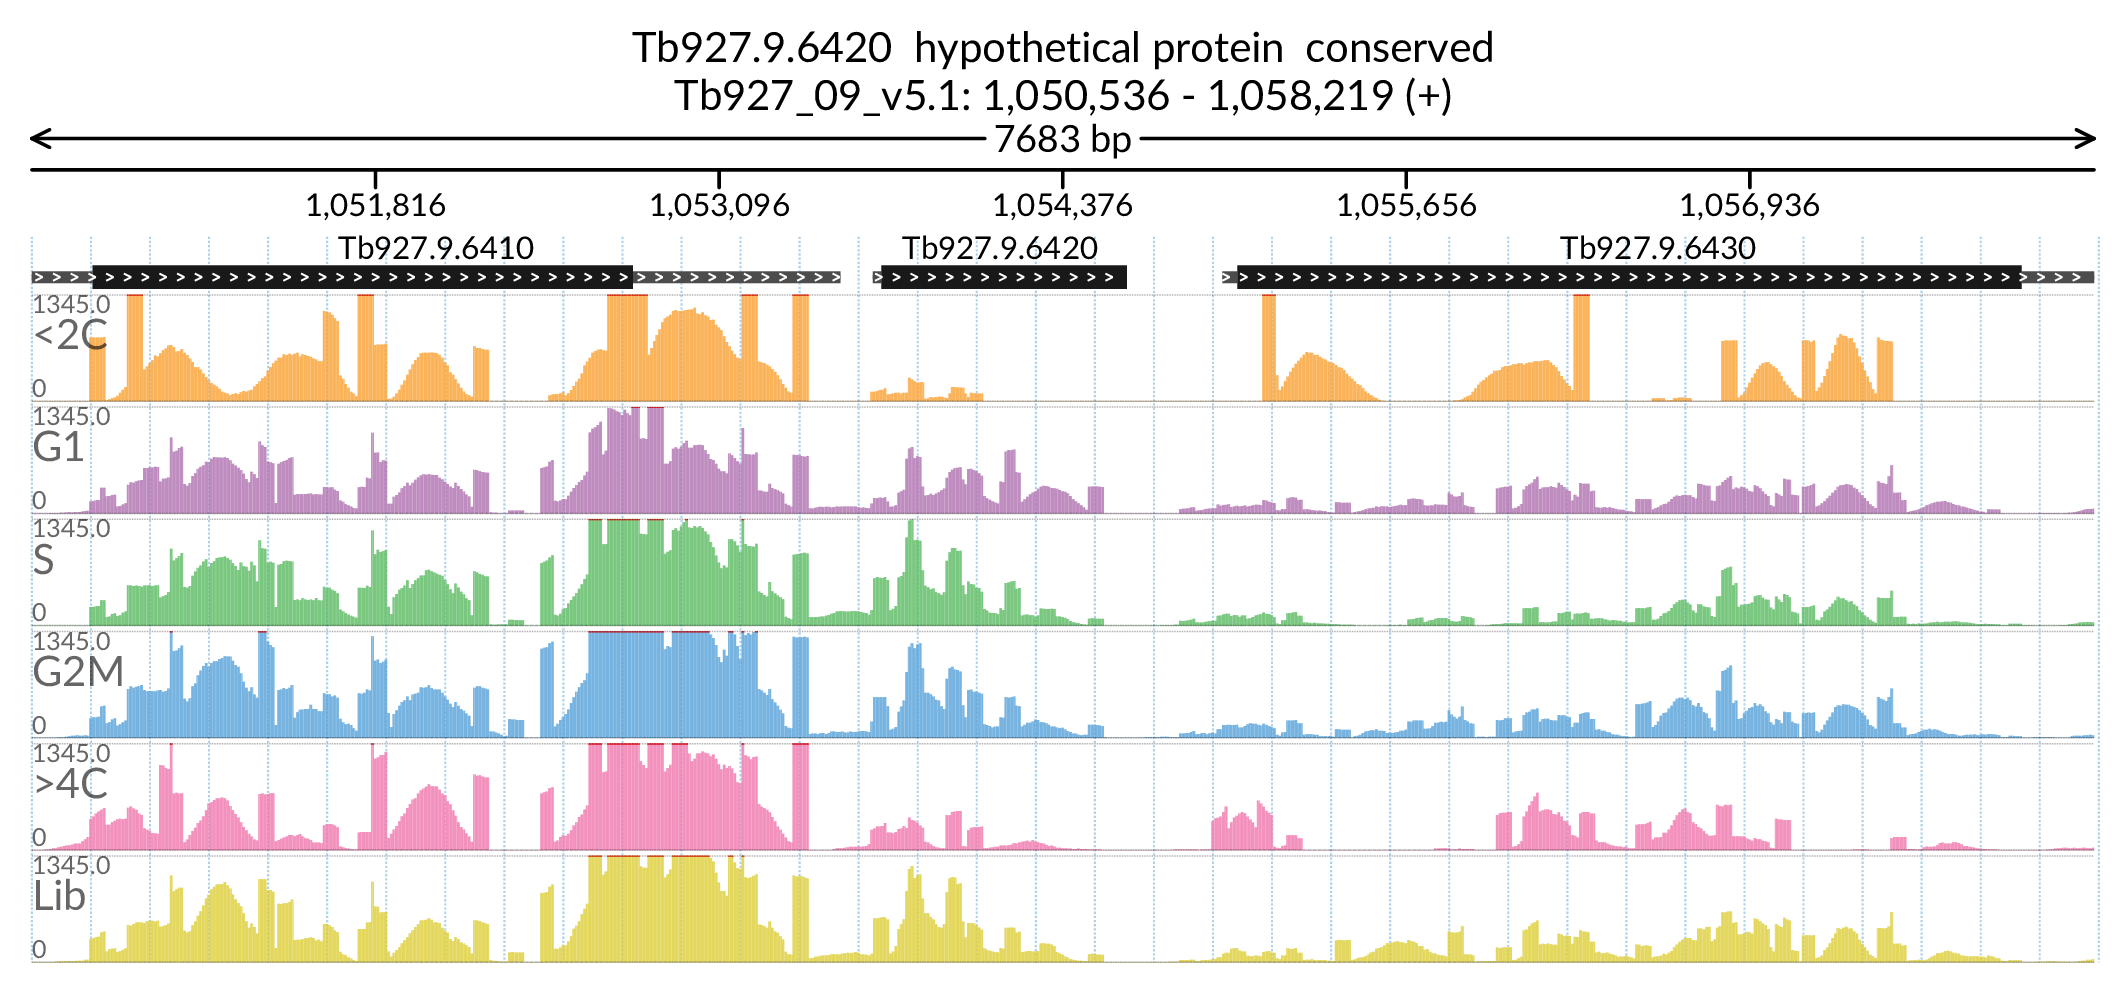 Tb927.9.6420 hypothetical protein conserved
Tb927_09_v5.1: 1,050,536 - 1,058,219 (+)
7683 bp
1,051,816 1,053,096 1,054,376 1,055,656 1,056,936
Tb927.9.6410 Tb927.9.6420 Tb927.9.6430
1345.0
<2C
0
1345.0
G1
0
1345.0
S
0
1345.0
G2M
0
1345.0
>4C
0
1345.0
Lib
0